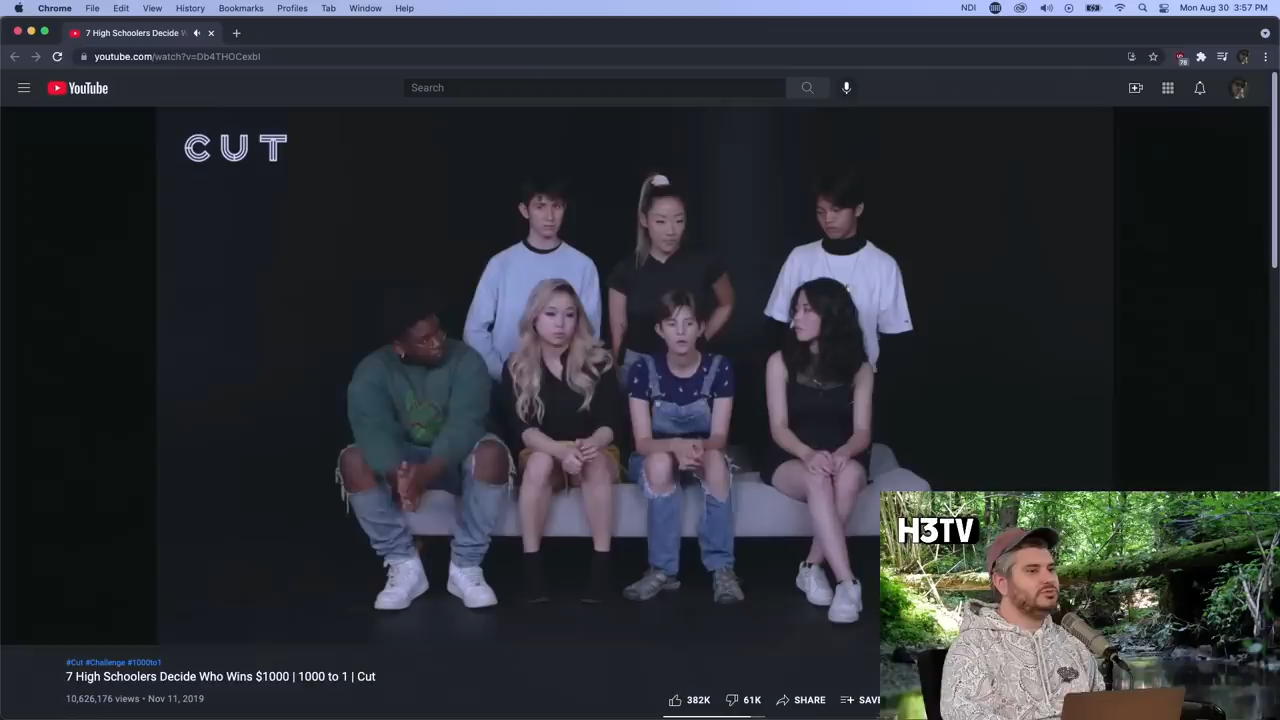 Chrome File Edit View History Bookmarks Profiles Tab Window Help NDI Mon Aug 30 3:57 PM
7 High Schoolers Decide W
youtube.com/watch?v=Db4THOCexbI
78
YouTube
Search
CUT
H3TV
#Cut #Challenge #1000to1
7 High Schoolers Decide Who Wins $1000 | 1000 to 1 | Cut
10,626,176 views • Nov 11, 2019
382K 61K SHARE SAV